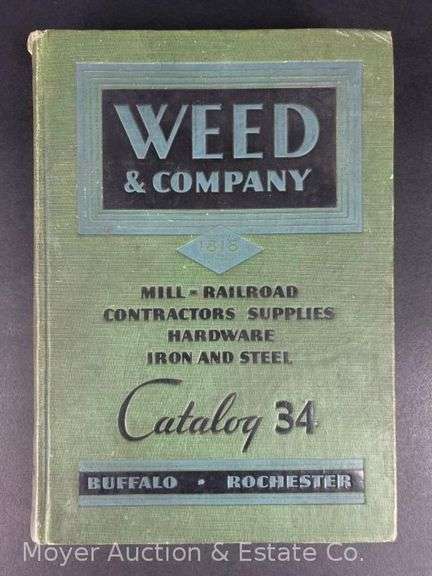 WEED
& COMPANY
1818
MILL - RAILROAD
CONTRACTORS SUPPLIES
HARDWARE
IRON AND STEEL
Catalog 34
BUFFALO • ROCHESTER
Moyer Auction & Estate Co.